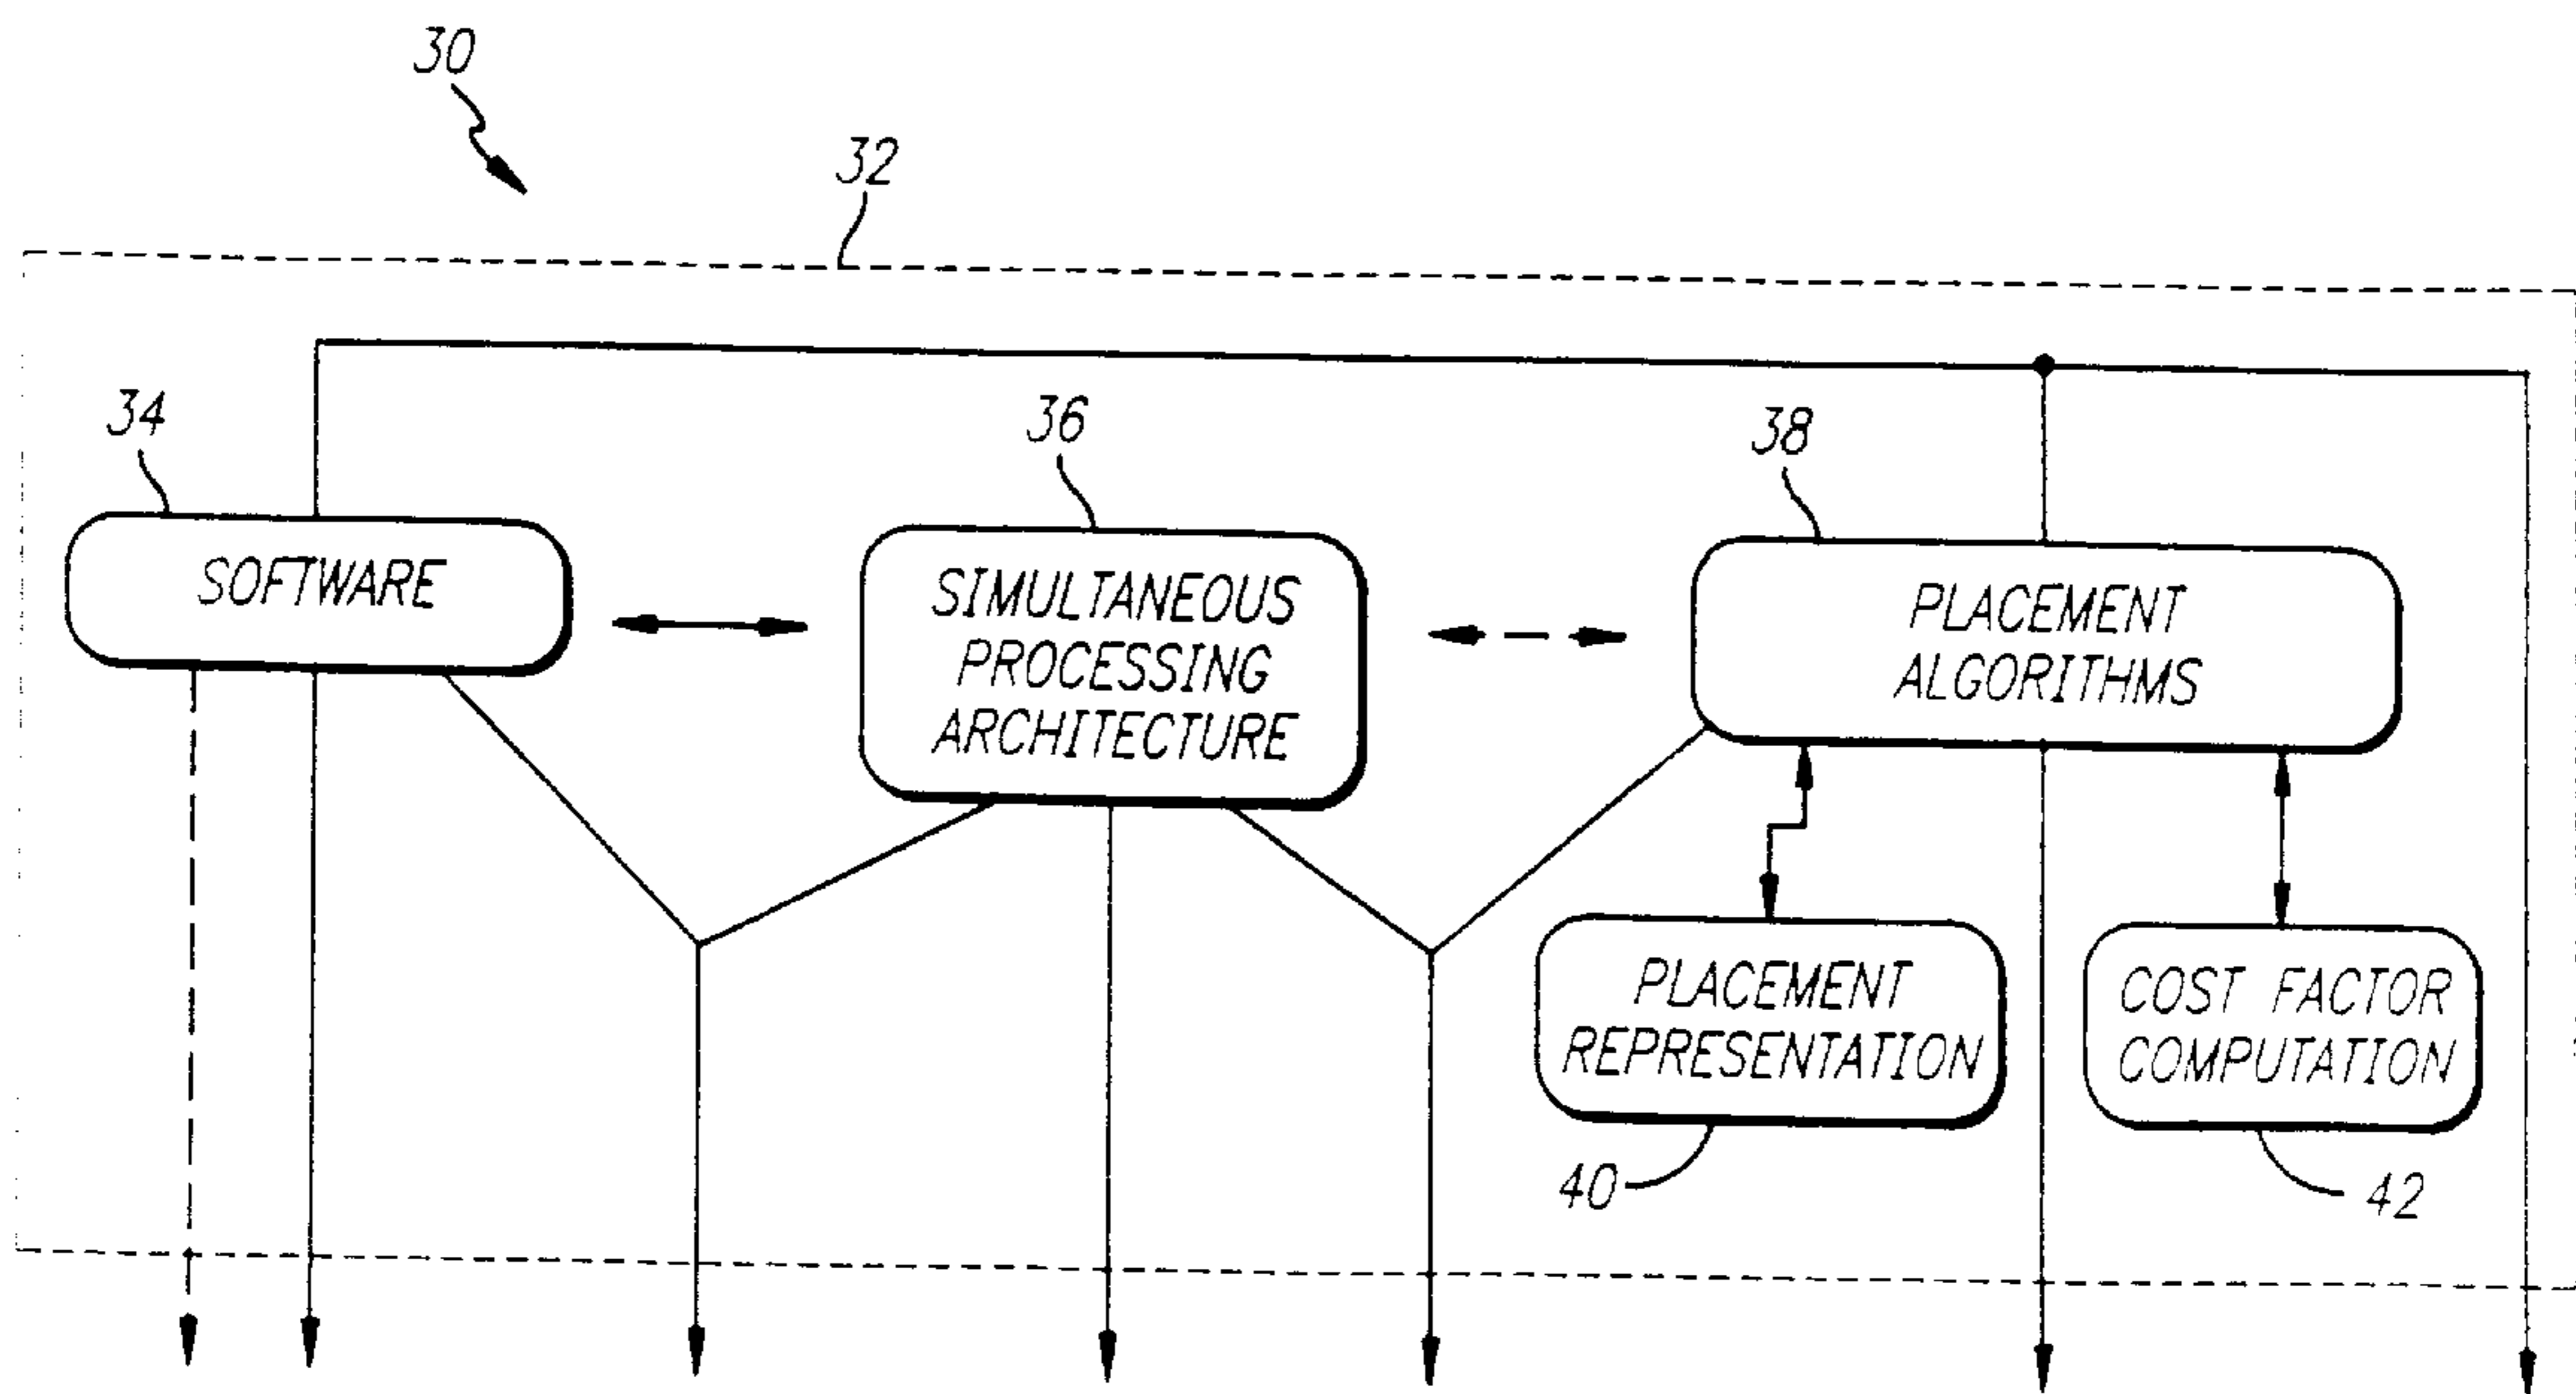 30
32
34
36
38
SOFTWARE
SIMULTANEOUS
PROCESSING
ARCHITECTURE
PLACEMENT
ALGORITHMS
PLACEMENT
REPRESENTATION
COST FACTOR
COMPUTATION
40
42